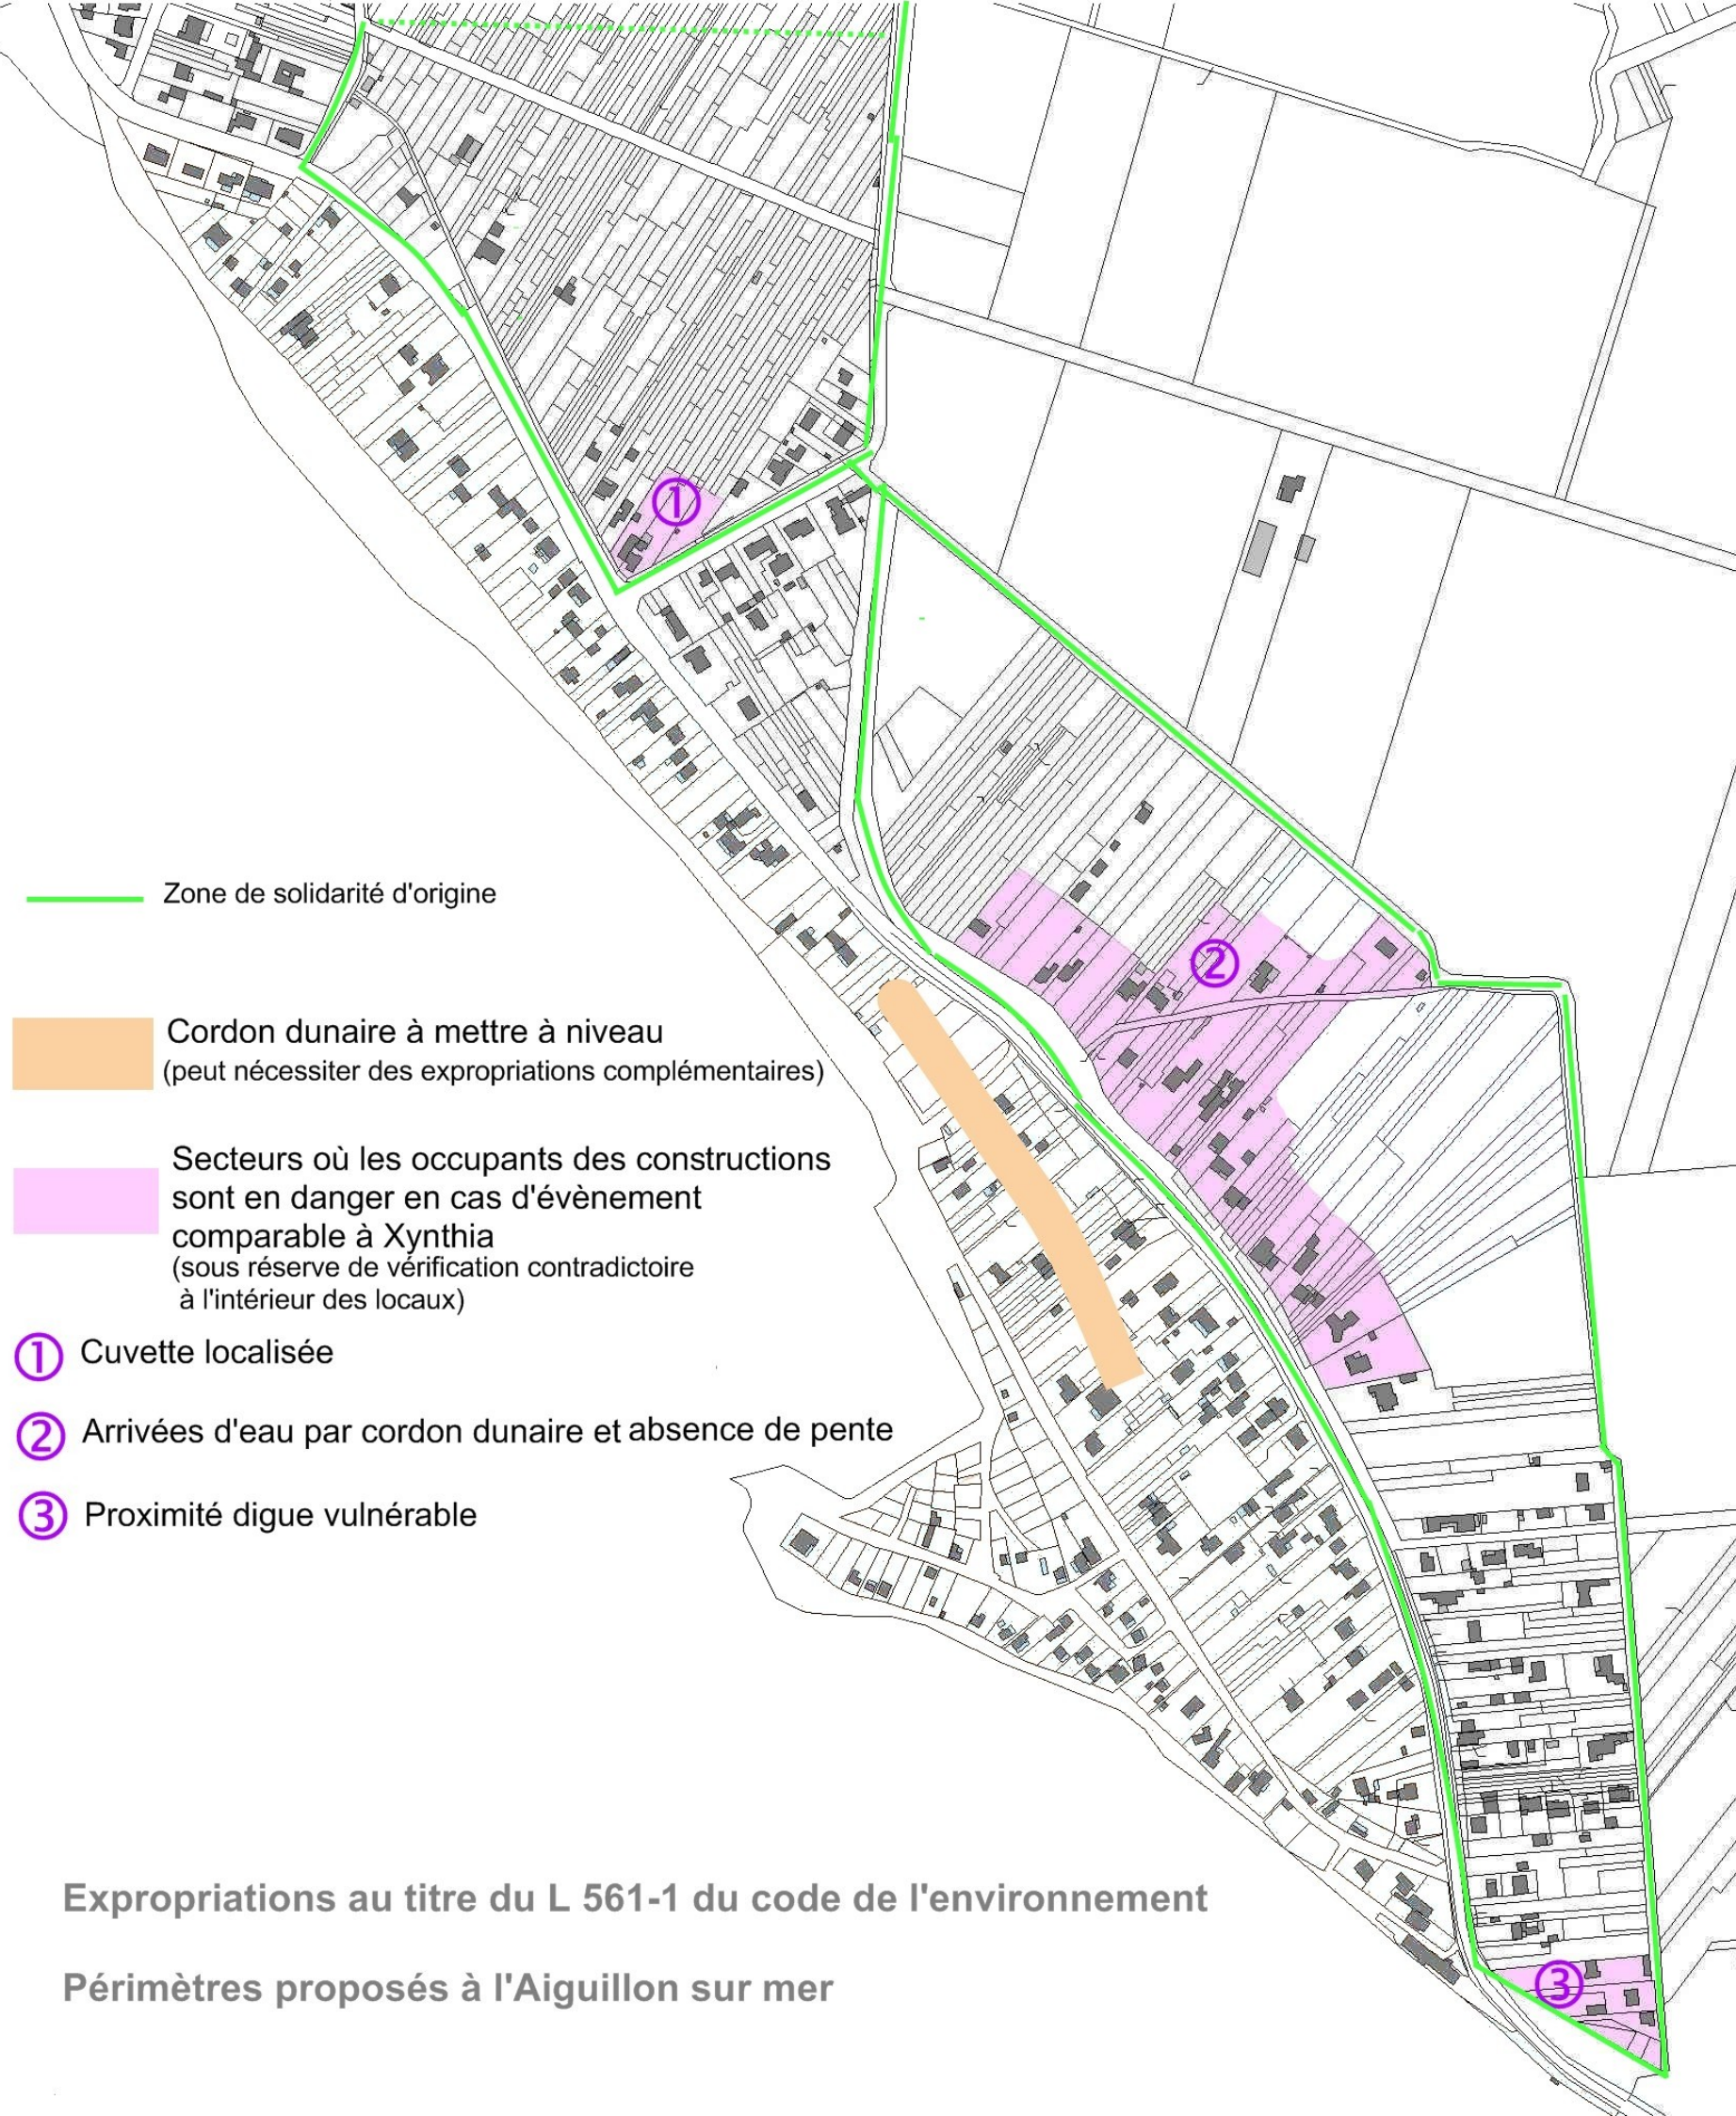 ①
②
Zone de solidarité d'origine
Cordon dunaire à mettre à niveau
(peut nécessiter des expropriations complémentaires)
Secteurs où les occupants des constructions
sont en danger en cas d'évènement
comparable à Xynthia
(sous réserve de vérification contradictoire
à l'intérieur des locaux)
① Cuvette localisée
② Arrivées d'eau par cordon dunaire et absence de pente
③ Proximité digue vulnérable
Expropriations au titre du L 561-1 du code de l'environnement
Périmètres proposés à l'Aiguillon sur mer
③